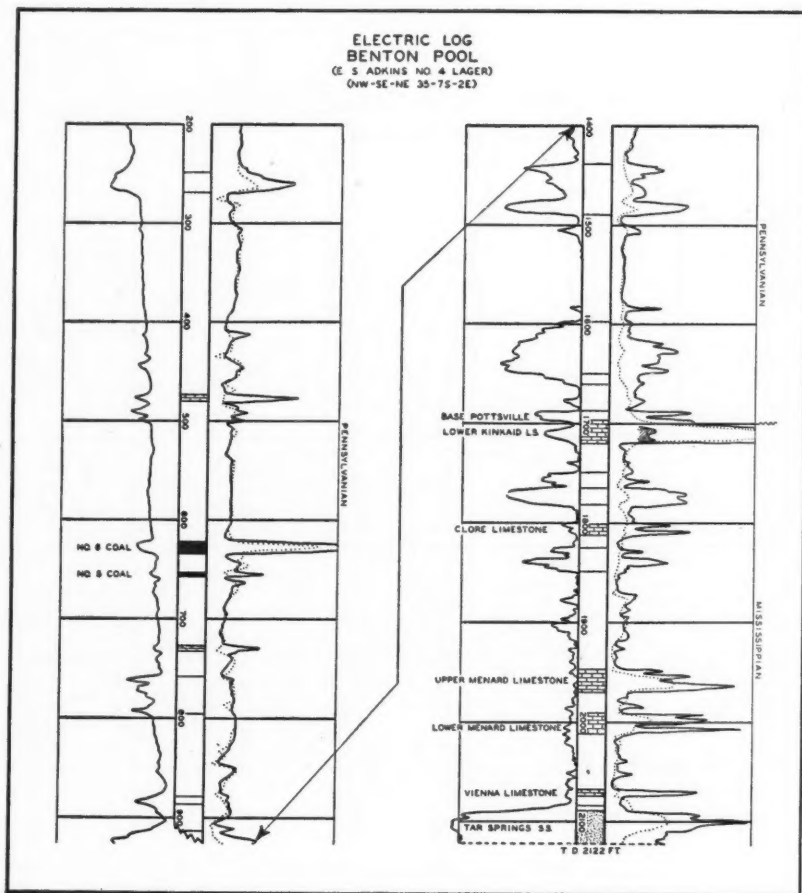 ELECTRIC LOG
BENTON POOL
(E S ADKINS NO. 4 LAGER)
(NW-SE-NE 35-7S-2E)
200
300
400
500
PENNSYLVANIAN
600
NO. 6 COAL
NO. 5 COAL
700
800
900
1400
PENNSYLVANIAN
1500
1600
BASE POTTSVILLE
1700
LOWER KINKAID LS.
1800
CLORE LIMESTONE
MISSISSIPPIAN
1900
UPPER MENARD LIMESTONE
2000
LOWER MENARD LIMESTONE
VIENNA LIMESTONE
2100
TAR SPRINGS S.S.
T D 2122 FT.